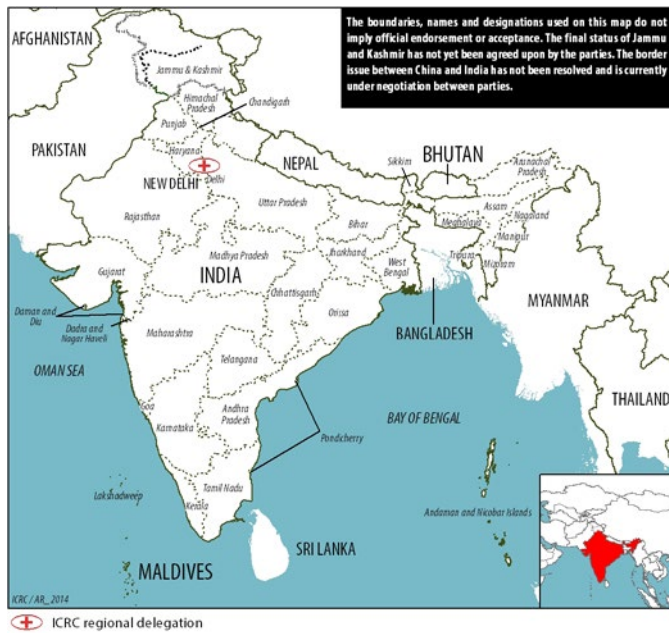 The boundaries, names and designations used on this map do not
imply official endorsement or acceptance. The final status of Jammu
and Kashmir has not yet been agreed upon by the parties. The border
issue between China and India has not been resolved and is currently
under negotiation between parties.
AFGHANISTAN
Jammu & Kashmir
Himachal
Pradesh
Chandigarh
Punjab
PAKISTAN
Haryana
NEW DELHI
Delhi
NEPAL
Sikkim
BHUTAN
Arunachal
Pradesh
Rajasthan
Uttar Pradesh
Assam
Nagaland
Meghalaya
Manipur
Bihar
Jharkhand
Tripura
Mizoram
Madhya Pradesh
West
Bengal
Gujarat
INDIA
Chhattisgarh
Orissa
MYANMAR
Daman and
Diu
Dadra and
Nagar Haveli
Maharashtra
BANGLADESH
Telangana
OMAN SEA
THAILAND
Goa
Karnataka
Andhra
Pradesh
BAY OF BENGAL
Pondicherry
Lakshadweep
Tamil Nadu
Kerala
Andaman and Nicobar Islands
SRI LANKA
MALDIVES
ICRC / AR_ 2014
ICRC regional delegation